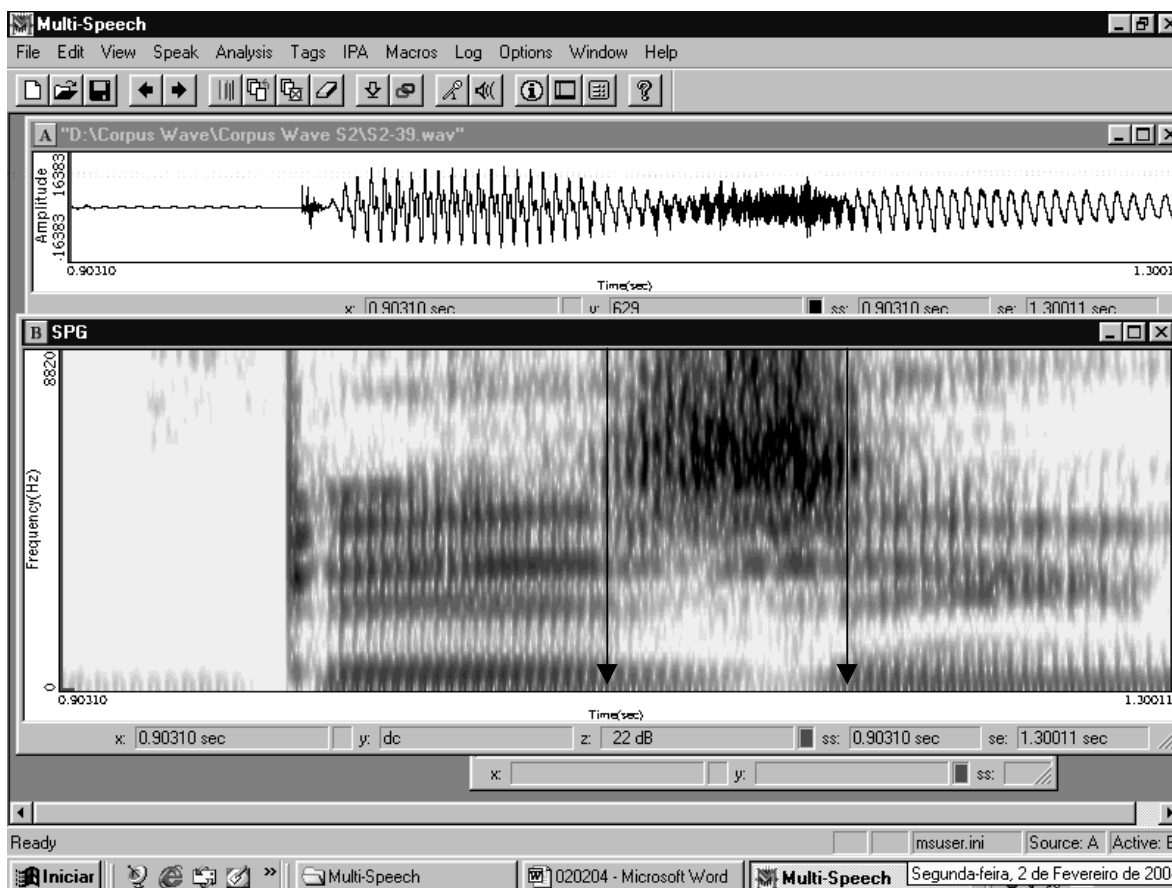 Multi-Speech
File Edit View Speak Analysis Tags IPA Macros Log Options Window Help
A "D:\Corpus Wave\Corpus Wave S2\S2-39.wav"
Amplitude
-16383 16383
0.90310 1.3001
Time(sec)
x: 0.90310 sec y: 629 ss: 0.90310 sec se: 1.30011 sec
B SPG
8820
Frequency(Hz)
0
0.90310 1.30011
Time(sec)
x: 0.90310 sec y: dc z: 22 dB ss: 0.90310 sec se: 1.30011 sec
x: y: ss:
Ready msuser.ini Source: A Active: B
Iniciar » Multi-Speech 020204 - Microsoft Word Multi-Speech Segunda-feira, 2 de Fevereiro de 200